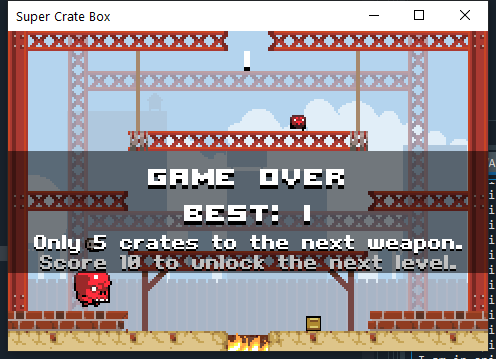 Super Crate Box
1
GAME OVER
BEST: 1
Only 5 crates to the next weapon.
Score 10 to unlock the next level.